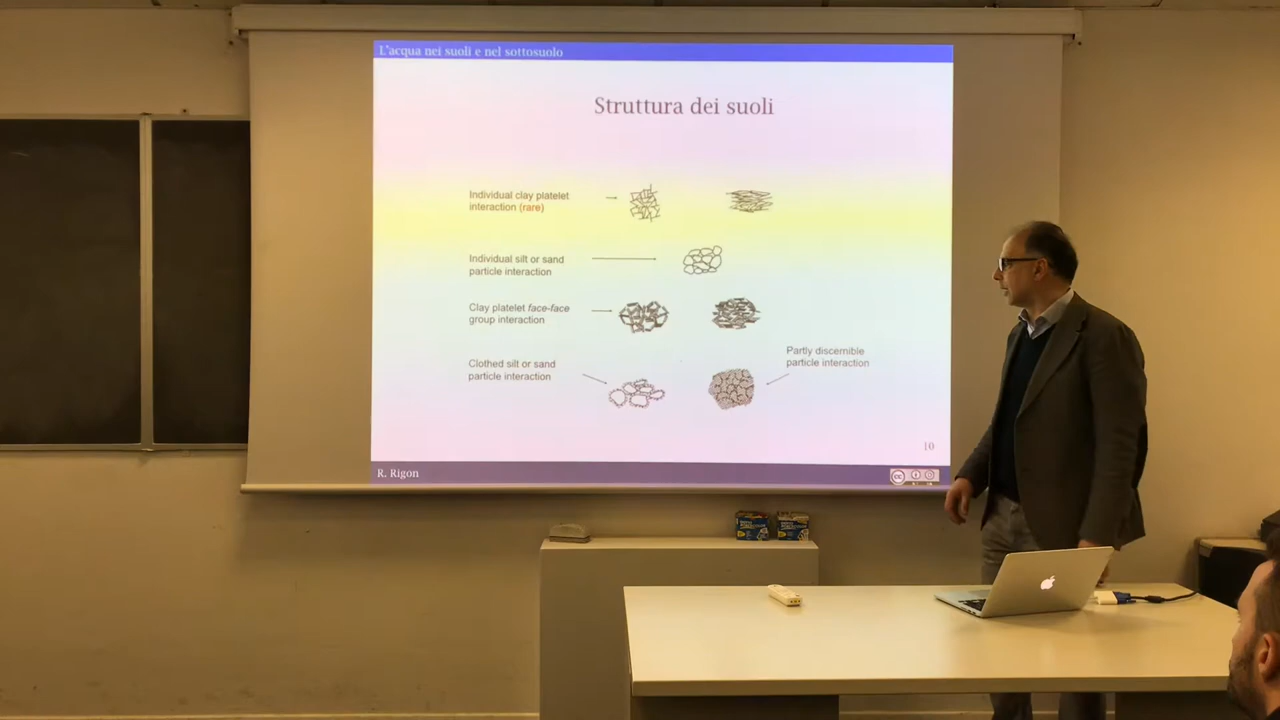 L'acqua nei suoli e nel sottosuolo
Struttura dei suoli
Individual clay platelet
interaction (rare)
Individual silt or sand
particle interaction
Clay platelet face-face
group interaction
Clothed silt or sand
particle interaction
Partly discernible
particle interaction
10
R. Rigon
cc